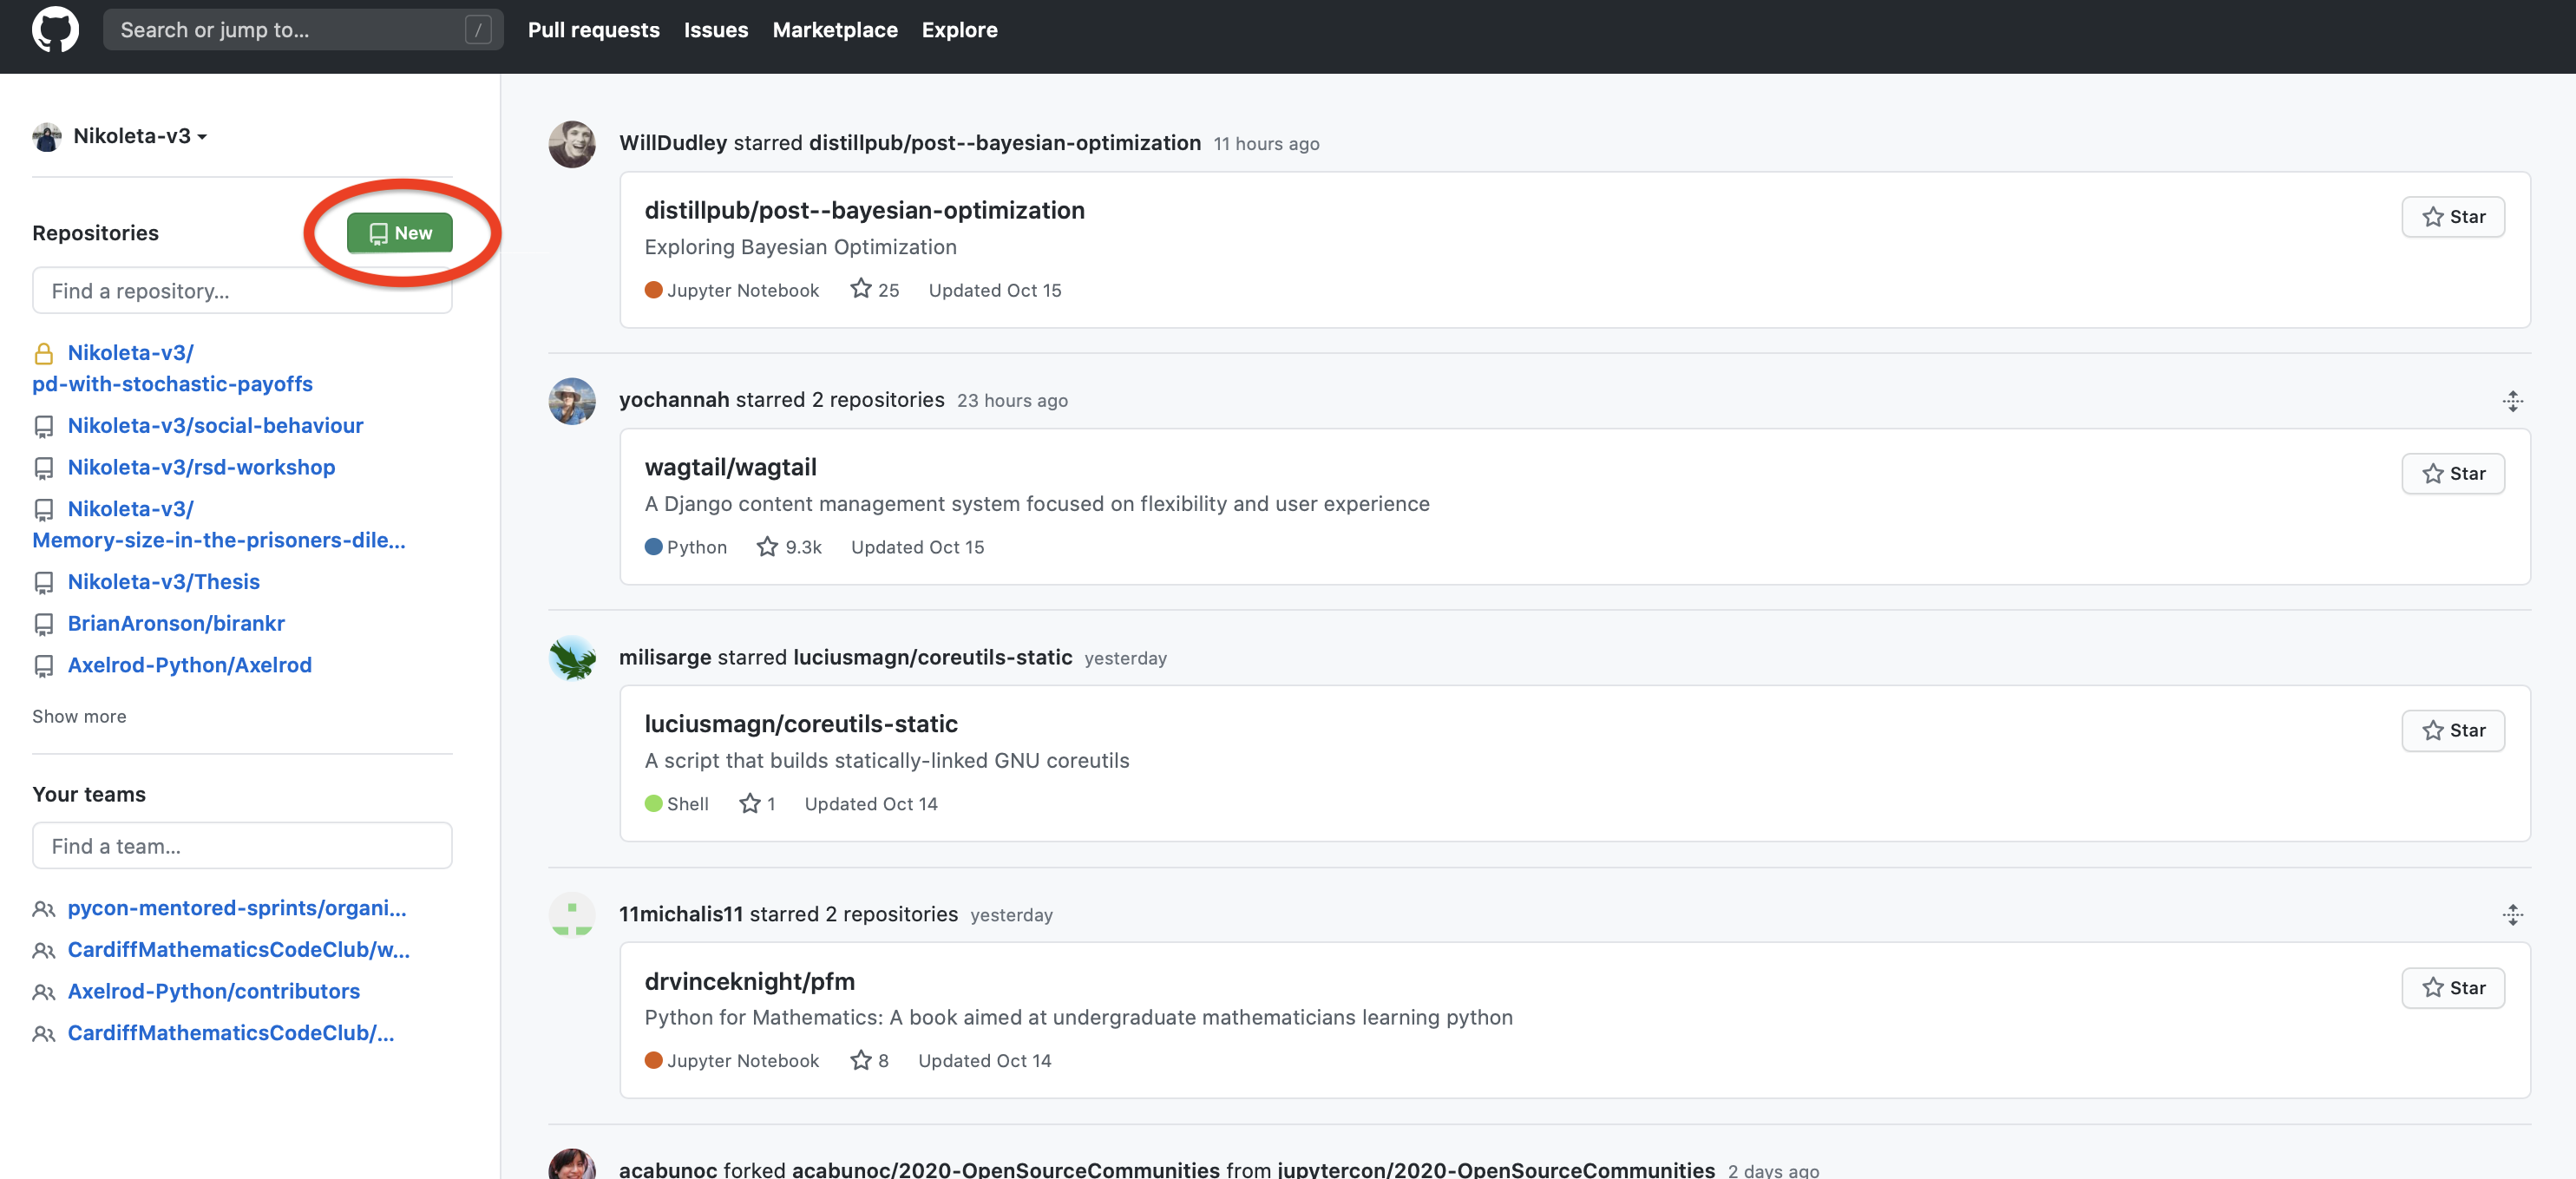 Search or jump to...
/
Pull requests
Issues
Marketplace
Explore
Nikoleta-v3
Repositories
New
Find a repository...
Nikoleta-v3/
pd-with-stochastic-payoffs
Nikoleta-v3/social-behaviour
Nikoleta-v3/rsd-workshop
Nikoleta-v3/
Memory-size-in-the-prisoners-dile...
Nikoleta-v3/Thesis
BrianAronson/birankr
Axelrod-Python/Axelrod
Show more
Your teams
Find a team...
pycon-mentored-sprints/organi...
CardiffMathematicsCodeClub/w...
Axelrod-Python/contributors
CardiffMathematicsCodeClub/...
WillDudley starred distillpub/post--bayesian-optimization 11 hours ago
distillpub/post--bayesian-optimization
Star
Exploring Bayesian Optimization
Jupyter Notebook 25 Updated Oct 15
yochannah starred 2 repositories 23 hours ago
wagtail/wagtail
Star
A Django content management system focused on flexibility and user experience
Python 9.3k Updated Oct 15
milisarge starred luciusmagn/coreutils-static yesterday
luciusmagn/coreutils-static
Star
A script that builds statically-linked GNU coreutils
Shell 1 Updated Oct 14
11michalis11 starred 2 repositories yesterday
drvinceknight/pfm
Star
Python for Mathematics: A book aimed at undergraduate mathematicians learning python
Jupyter Notebook 8 Updated Oct 14
acabunoc forked acabunoc/2020-OpenSourceCommunities from jupytercon/2020-OpenSourceCommunities 2 days ago